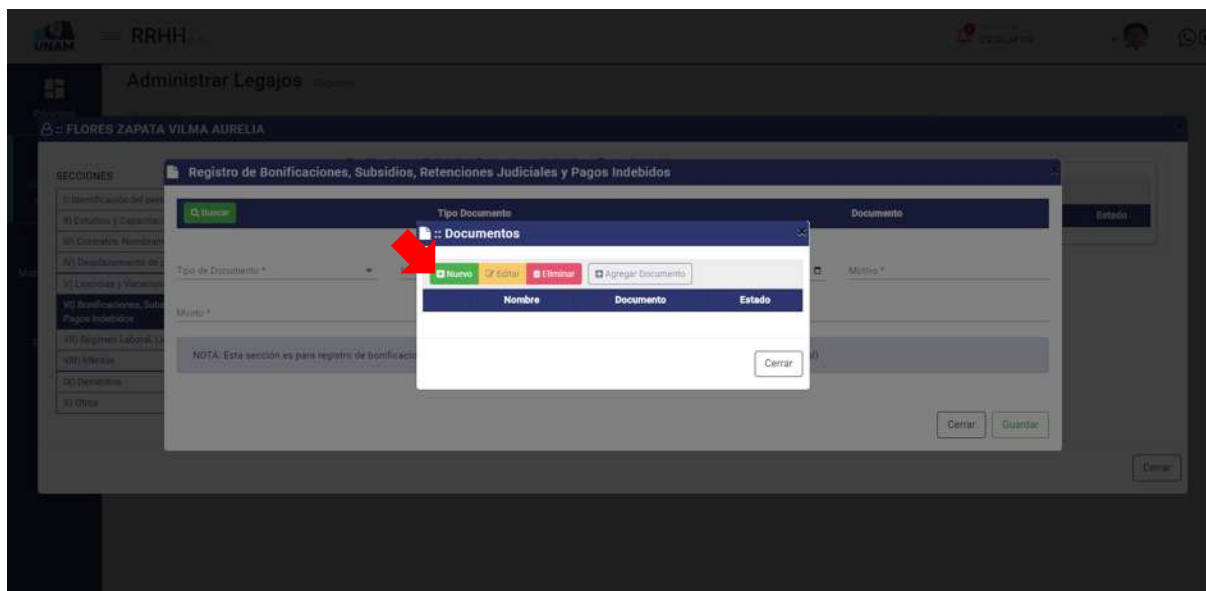 UNAM
RRHH
Administrar Legajos
:: FLORES ZAPATA VILMA AURELIA
SECCIONES
Registro de Bonificaciones, Subsidios, Retenciones Judiciales y Pagos Indebidos
Buscar
Tipo Documento
Documento
Estado
:: Documentos
Tipo de Documento *
Motivo *
Nuevo
Editar
Eliminar
Agregar Documento
Nombre
Documento
Estado
Monto *
VI) Bonificaciones, Subs
Pagos Indebidos
VIII) Méritos
IX) Deméritos
X) Otros
NOTA: Esta sección es para registro de bonificacio
Cerrar
Cerrar
Guardar
Cerrar